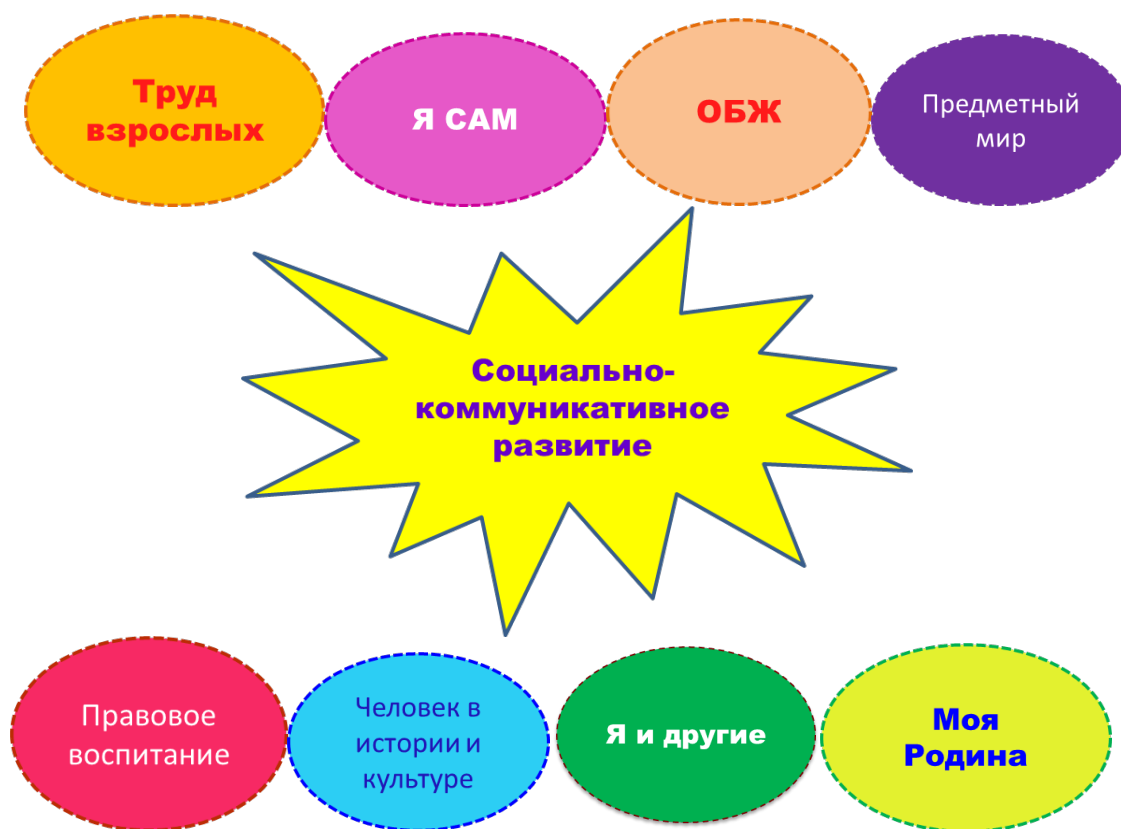 Труд
взрослых
Я САМ
ОБЖ
Предметный
мир
Социально-
коммуникативное
развитие
Правовое
воспитание
Человек в
истории и
культуре
Я и другие
Моя
Родина